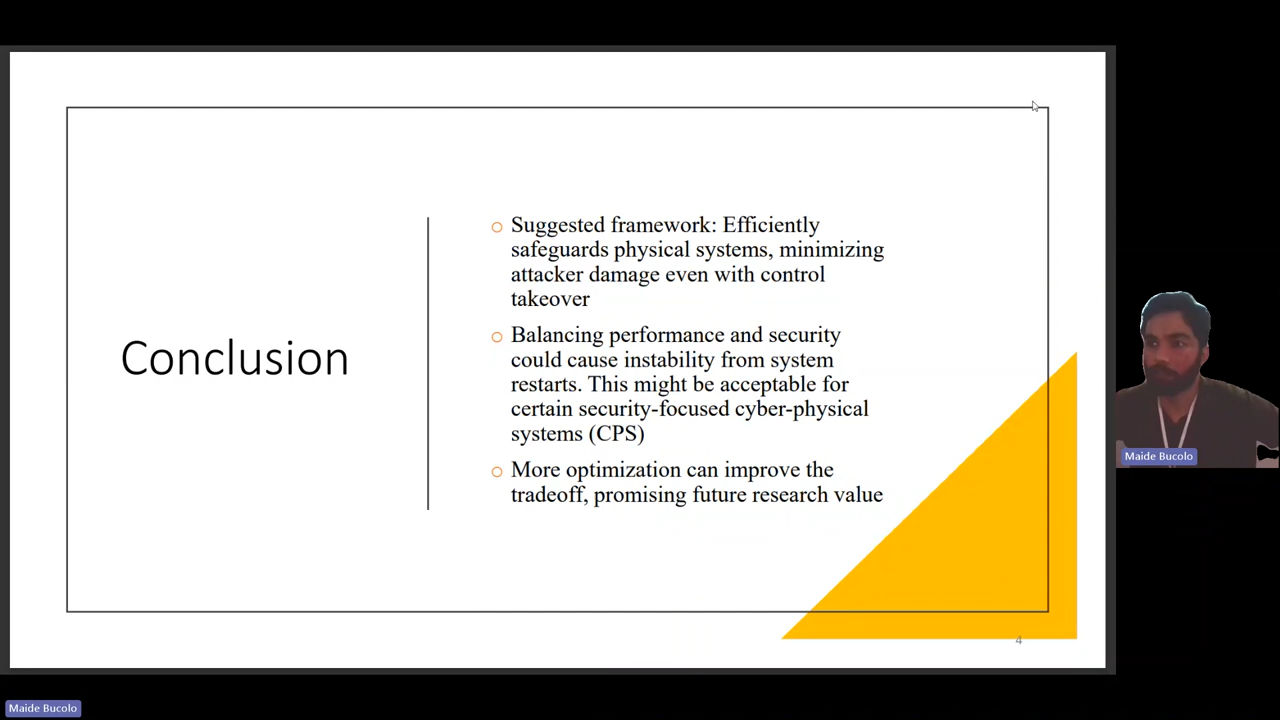 Conclusion
Suggested framework: Efficiently
safeguards physical systems, minimizing
attacker damage even with control
takeover
Balancing performance and security
could cause instability from system
restarts. This might be acceptable for
certain security-focused cyber-physical
systems (CPS)
More optimization can improve the
tradeoff, promising future research value
4
Maide Bucolo
Maide Bucolo